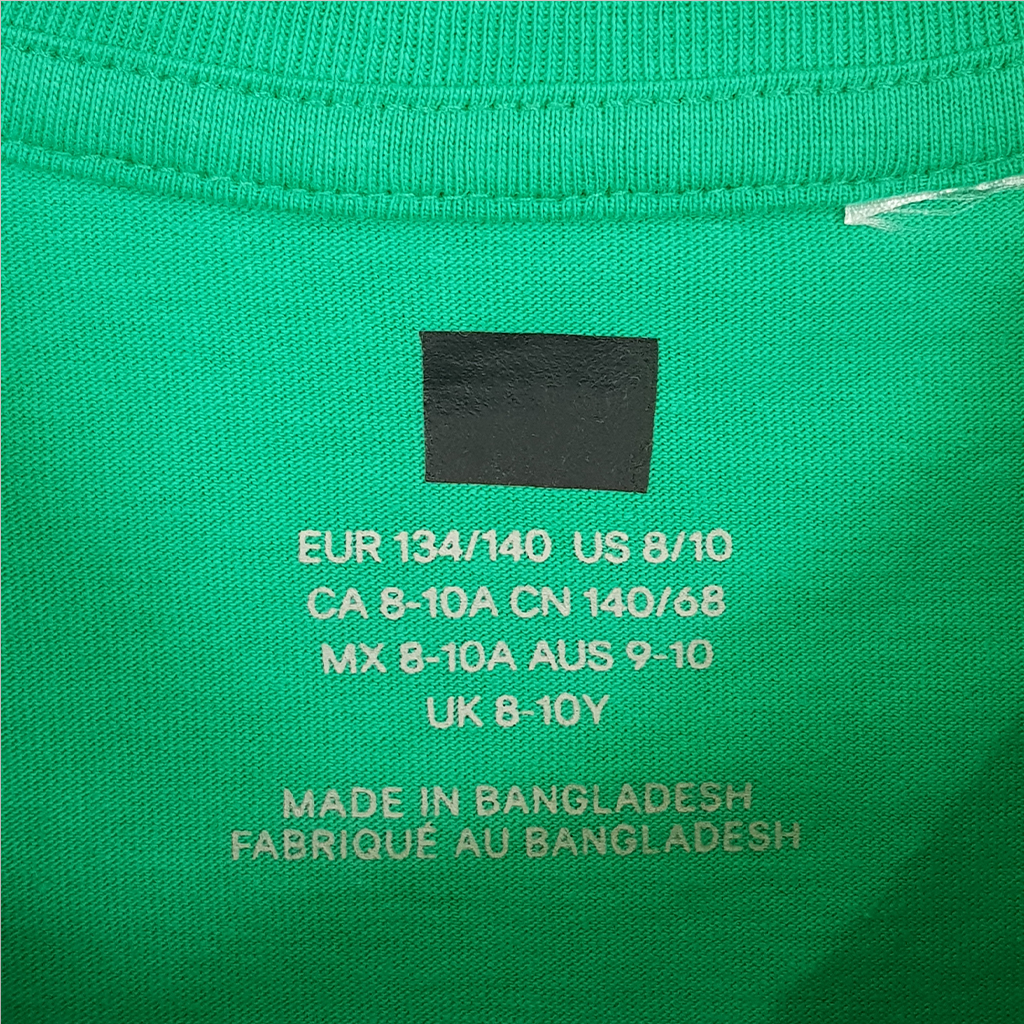 EUR 134/140 US 8/10
CA 8-10A CN 140/68
MX 8-10A AUS 9-10
UK 8-10Y
MADE IN BANGLADESH
FABRIQUÉ AU BANGLADESH